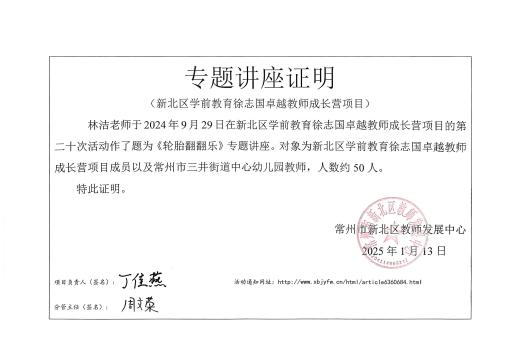 专题讲座证明
（新北区学前教育徐志国卓越教师成长营项目）
林洁老师于 2024 年 9 月 29 日在新北区学前教育徐志国卓越教师成长营项目的第
二十次活动作了题为《轮胎翻翻乐》专题讲座。对象为新北区学前教育徐志国卓越教师
成长营项目成员以及常州市三井街道中心幼儿园教师，人数约 50 人。
特此证明。
常州市新北区教师发展中心
2025 年 1 月 13 日
项目负责人（签名）：丁佳燕
活动通知网址：http://www.xbjyfw.cn/html/article6360684.html
分管主任（签名）：周文荣